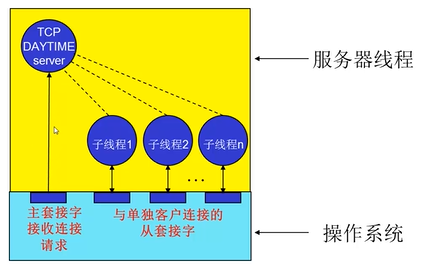 TCP
DAYTIME
server
服务器线程
子线程1
子线程2
子线程n
...
主套接字
接收连接
请求
与单独客户连接的
从套接字
操作系统